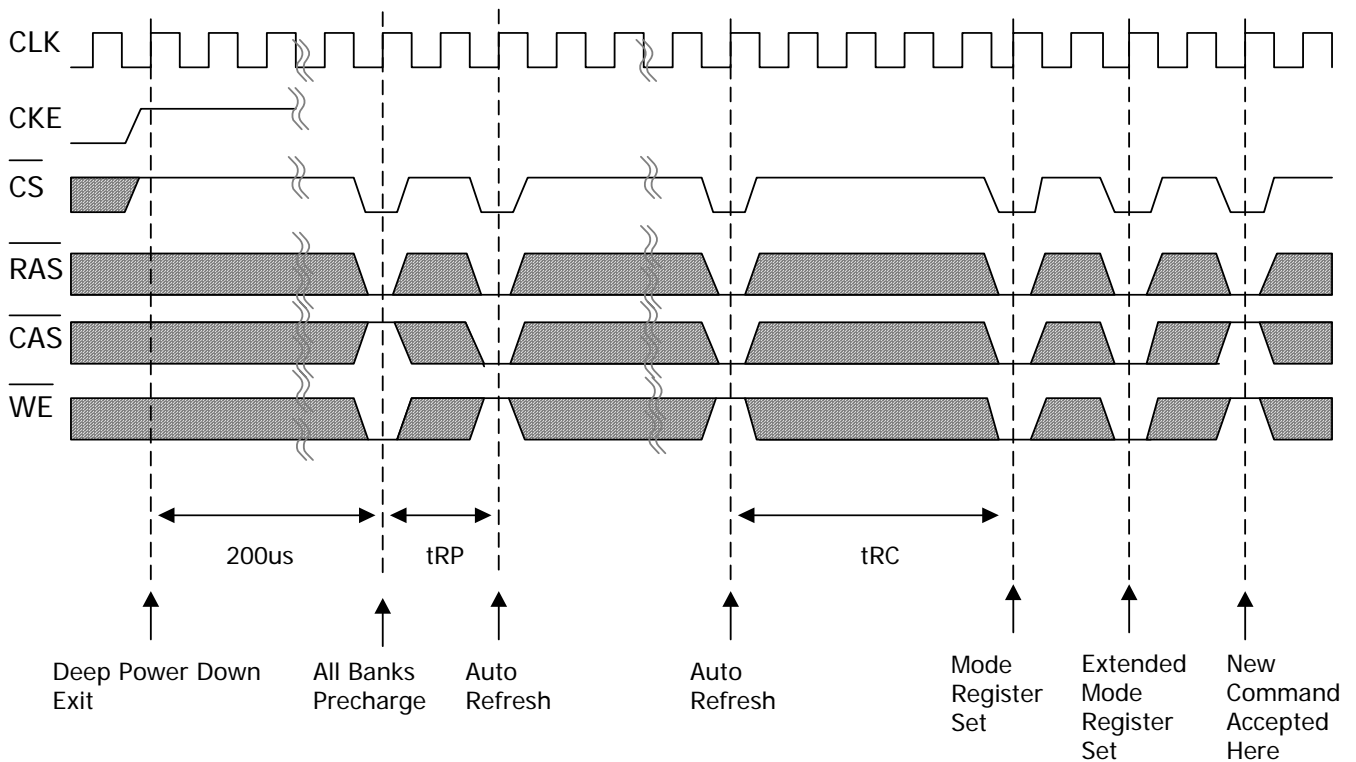 CLK
CKE
CS
RAS
CAS
WE
200us
tRP
tRC
Deep Power Down
Exit
All Banks
Precharge
Auto
Refresh
Auto
Refresh
Mode
Register
Set
Extended
Mode
Register
Set
New
Command
Accepted
Here